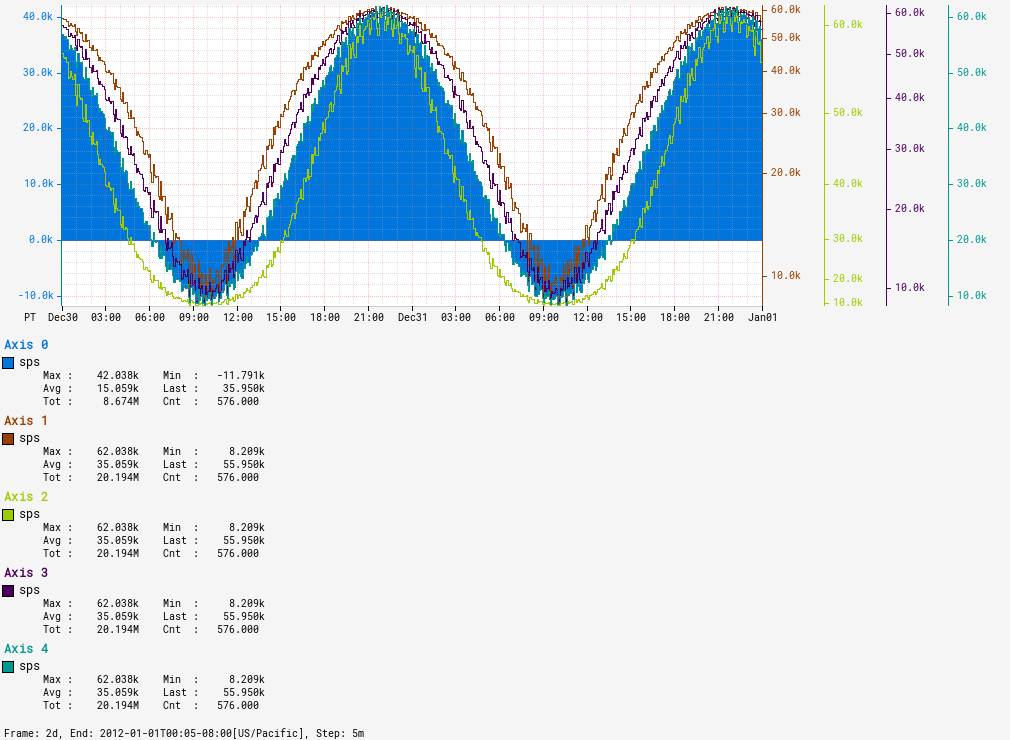 40.0k
30.0k
20.0k
10.0k
0.0k
-10.0k
60.0k
50.0k
40.0k
30.0k
20.0k
10.0k
60.0k
50.0k
40.0k
30.0k
20.0k
10.0k
60.0k
50.0k
40.0k
30.0k
20.0k
10.0k
60.0k
50.0k
40.0k
30.0k
20.0k
10.0k
PT Dec30 03:00 06:00 09:00 12:00 15:00 18:00 21:00 Dec31 03:00 06:00 09:00 12:00 15:00 18:00 21:00 Jan01
Axis 0
sps
Max : 42.038k Min : -11.791k
Avg : 15.059k Last : 35.950k
Tot : 8.674M Cnt : 576.000
Axis 1
sps
Max : 62.038k Min : 8.209k
Avg : 35.059k Last : 55.950k
Tot : 20.194M Cnt : 576.000
Axis 2
sps
Max : 62.038k Min : 8.209k
Avg : 35.059k Last : 55.950k
Tot : 20.194M Cnt : 576.000
Axis 3
sps
Max : 62.038k Min : 8.209k
Avg : 35.059k Last : 55.950k
Tot : 20.194M Cnt : 576.000
Axis 4
sps
Max : 62.038k Min : 8.209k
Avg : 35.059k Last : 55.950k
Tot : 20.194M Cnt : 576.000
Frame: 2d, End: 2012-01-01T00:05-08:00[US/Pacific], Step: 5m